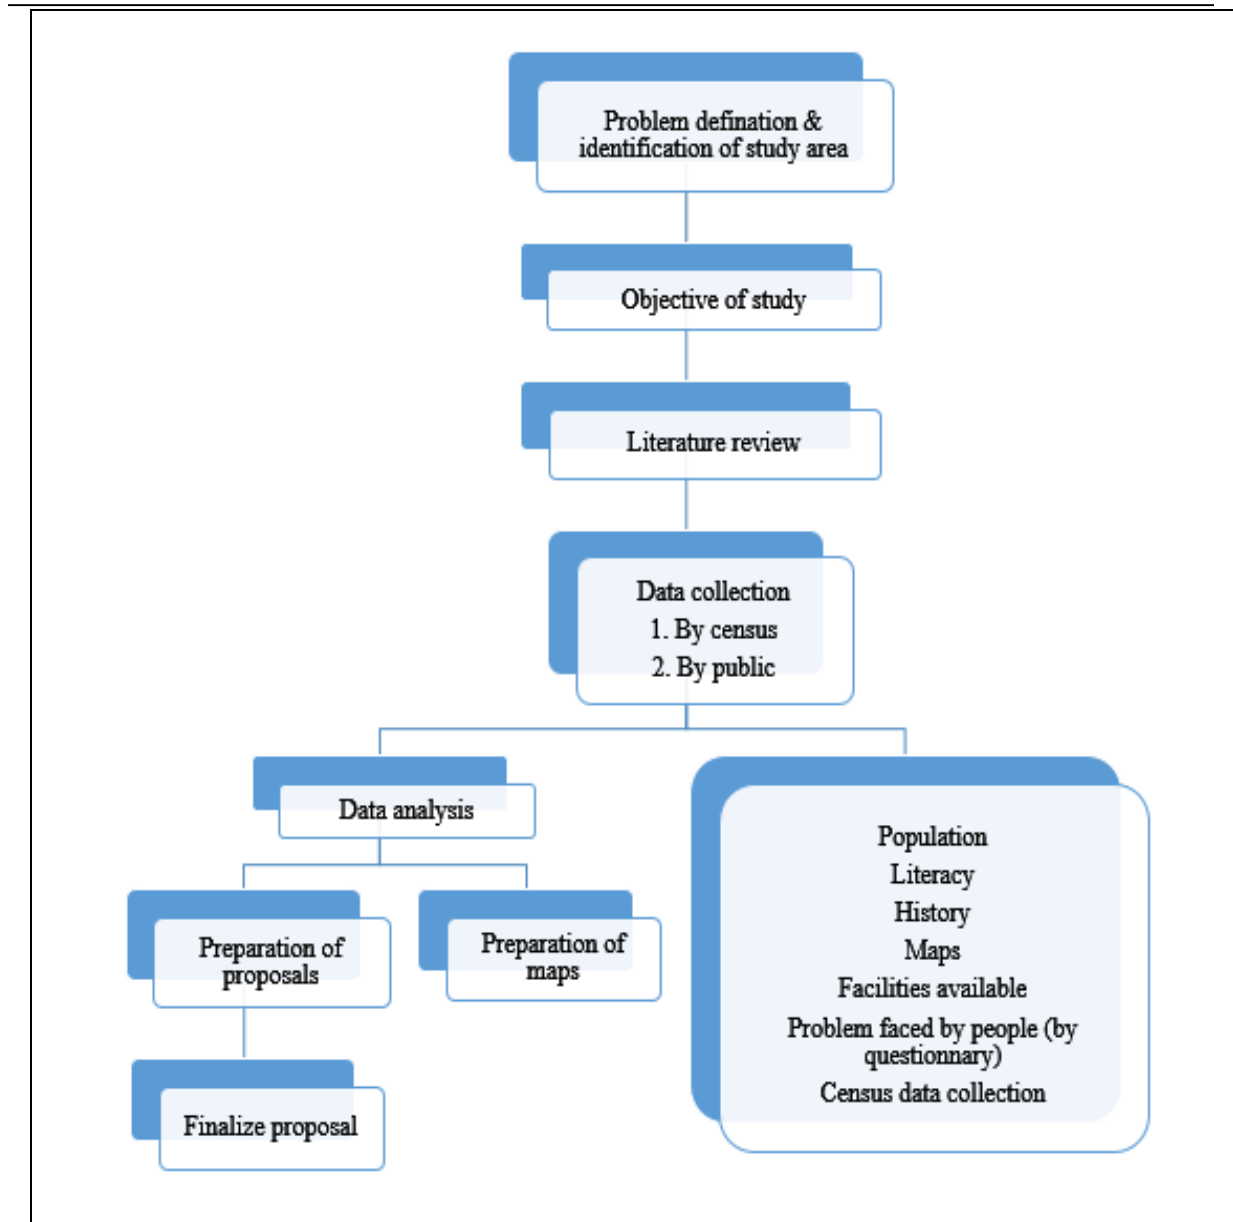 Problem defination &
identification of study area
Objective of study
Literature review
Data collection
1. By census
2. By public
Data analysis
Preparation of
proposals
Preparation of
maps
Finalize proposal
Population
Literacy
History
Maps
Facilities available
Problem faced by people (by
questionnary)
Census data collection